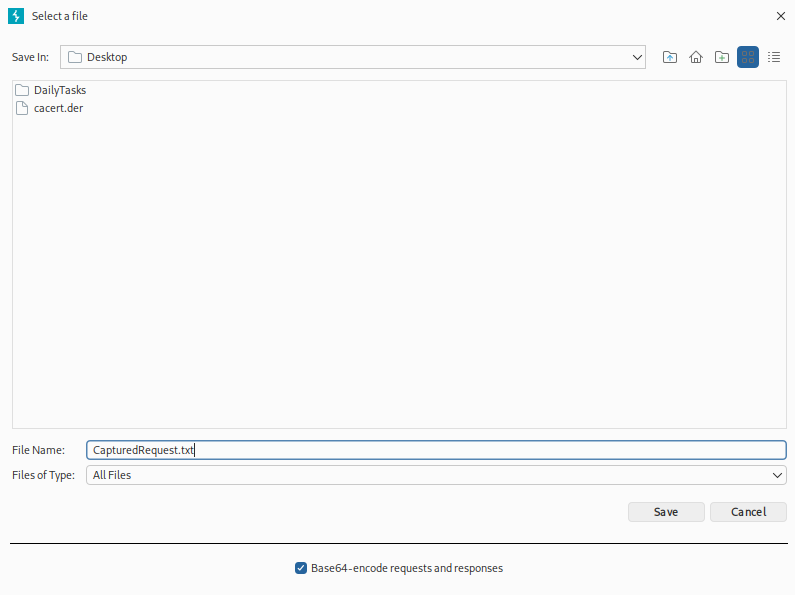 Select a file
Save In: Desktop
DailyTasks
cacert.der
File Name: CapturedRequest.txt
Files of Type: All Files
Save Cancel
Base64-encode requests and responses